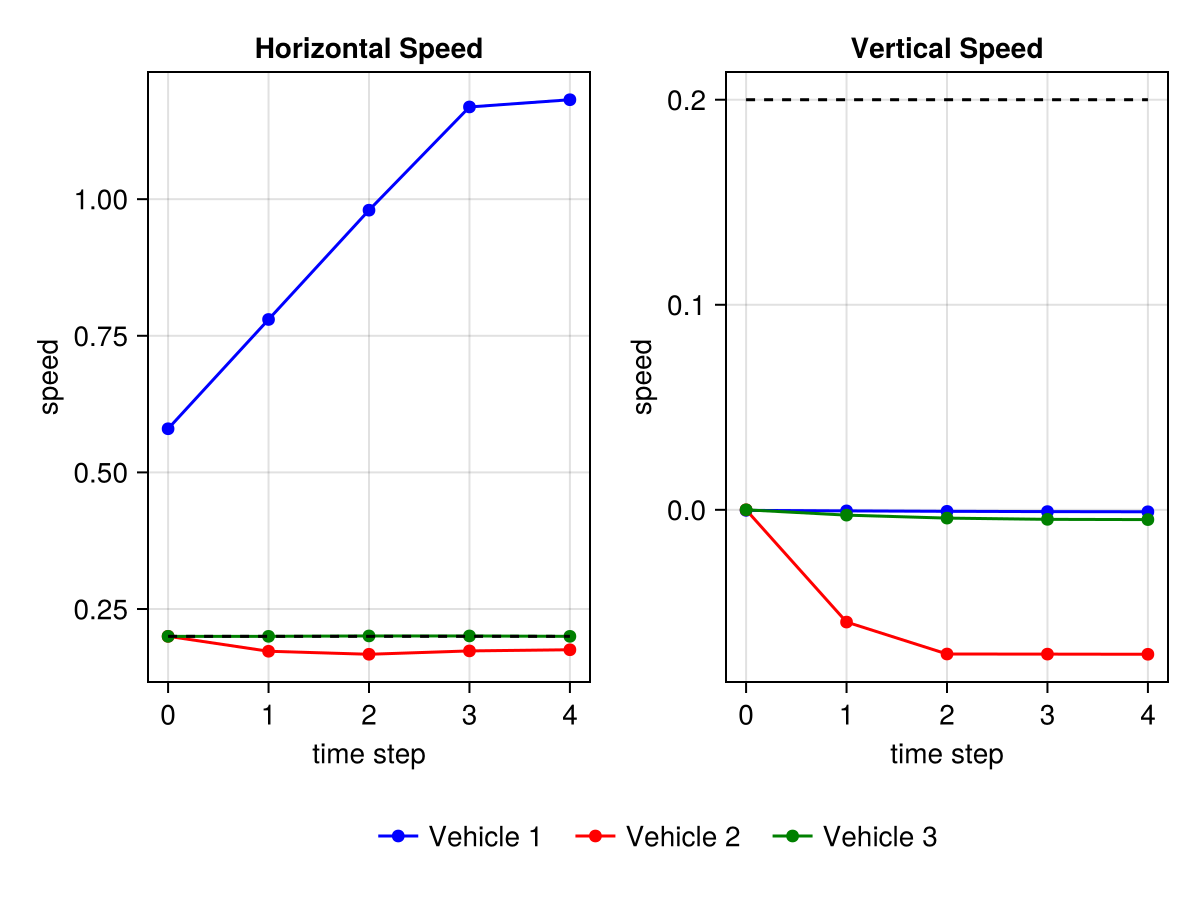 Horizontal Speed
speed
1.00
0.75
0.50
0.25
0 1 2 3 4
time step
Vertical Speed
speed
0.2
0.1
0.0
0 1 2 3 4
time step
Vehicle 1 Vehicle 2 Vehicle 3